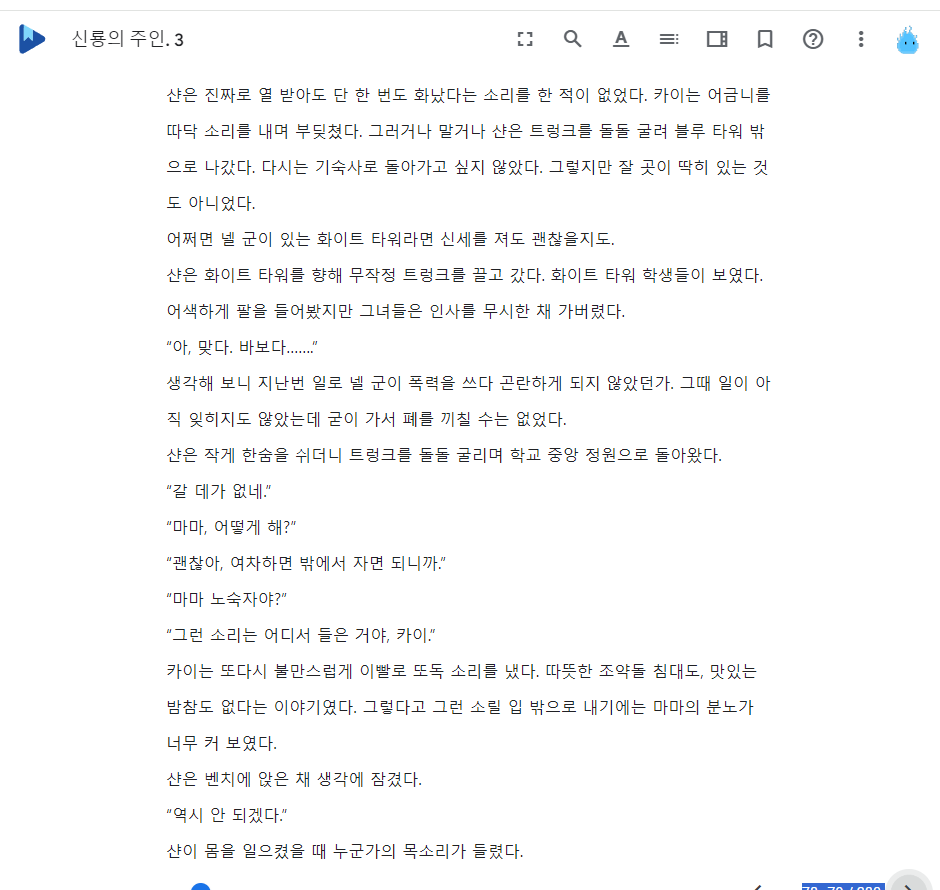 신룡의 주인. 3
샨은 진짜로 열 받아도 단 한 번도 화났다는 소리를 한 적이 없었다. 카이는 어금니를
따닥 소리를 내며 부딪쳤다. 그러거나 말거나 샨은 트렁크를 돌돌 굴려 블루 타워 밖
으로 나갔다. 다시는 기숙사로 돌아가고 싶지 않았다. 그렇지만 잘 곳이 딱히 있는 것
도 아니었다.
어쩌면 넬 군이 있는 화이트 타워라면 신세를 져도 괜찮을지도.
샨은 화이트 타워를 향해 무작정 트렁크를 끌고 갔다. 화이트 타워 학생들이 보였다.
어색하게 팔을 들어봤지만 그녀들은 인사를 무시한 채 가버렸다.
“아, 맞다. 바보다…….”
생각해 보니 지난번 일로 넬 군이 폭력을 쓰다 곤란하게 되지 않았던가. 그때 일이 아
직 잊히지도 않았는데 굳이 가서 폐를 끼칠 수는 없었다.
샨은 작게 한숨을 쉬더니 트렁크를 돌돌 굴리며 학교 중앙 정원으로 돌아왔다.
“갈 데가 없네.”
“마마, 어떻게 해?”
“괜찮아, 여차하면 밖에서 자면 되니까.”
“마마 노숙자야?”
“그런 소리는 어디서 들은 거야, 카이.”
카이는 또다시 불만스럽게 이빨로 또독 소리를 냈다. 따뜻한 조약돌 침대도, 맛있는
밤참도 없다는 이야기였다. 그렇다고 그런 소릴 입 밖으로 내기에는 마마의 분노가
너무 커 보였다.
샨은 벤치에 앉은 채 생각에 잠겼다.
“역시 안 되겠다.”
샨이 몸을 일으켰을 때 누군가의 목소리가 들렸다.